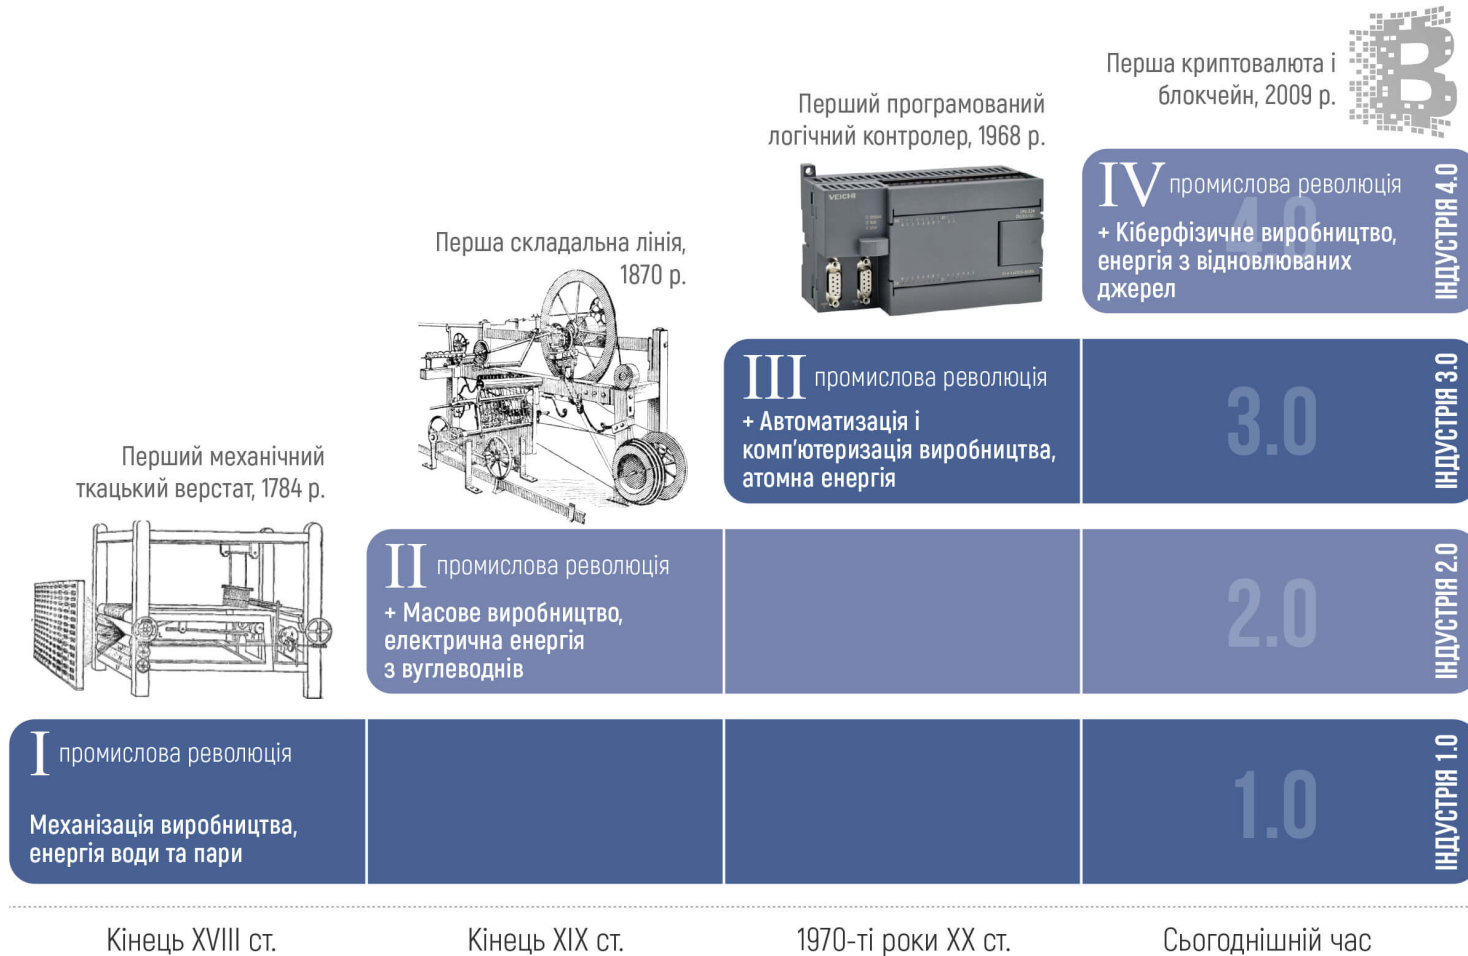 Перша криптовалюта і
блокчейн, 2009 р.
Перший програмований
логічний контролер, 1968 р.
VEICHI
IV промислова революція
+ Кіберфізичне виробництво,
енергія з відновлюваних
джерел
4.0
ІНДУСТРІЯ 4.0
Перша складальна лінія,
1870 р.
III промислова революція
+ Автоматизація і
комп'ютеризація виробництва,
атомна енергія
3.0
ІНДУСТРІЯ 3.0
Перший механічний
ткацький верстат, 1784 р.
II промислова революція
+ Масове виробництво,
електрична енергія
з вуглеводнів
2.0
ІНДУСТРІЯ 2.0
I промислова революція
Механізація виробництва,
енергія води та пари
1.0
ІНДУСТРІЯ 1.0
Кінець XVIII ст.
Кінець XIX ст.
1970-ті роки XX ст.
Сьогоднішній час